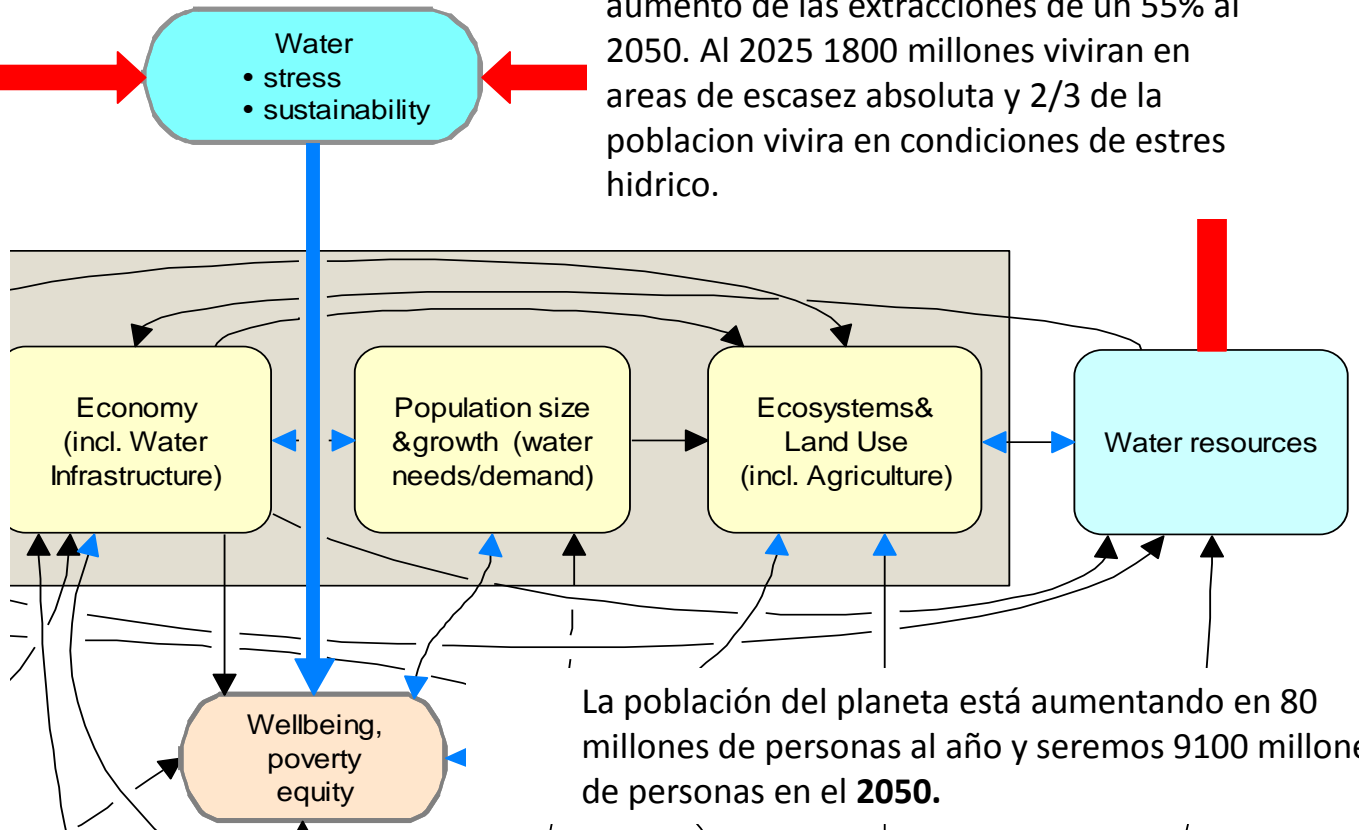 aumento de las extracciones de un 55% al
2050. Al 2025 1800 millones viviran en
areas de escasez absoluta y 2/3 de la
poblacion vivira en condiciones de estres
hidrico.
Water
• stress
• sustainability
Economy
(incl. Water
Infrastructure)
Population size
&growth (water
needs/demand)
Ecosystems&
Land Use
(incl. Agriculture)
Water resources
Wellbeing,
poverty
equity
La población del planeta está aumentando en 80
millones de personas al año y seremos 9100 millone
de personas en el 2050.